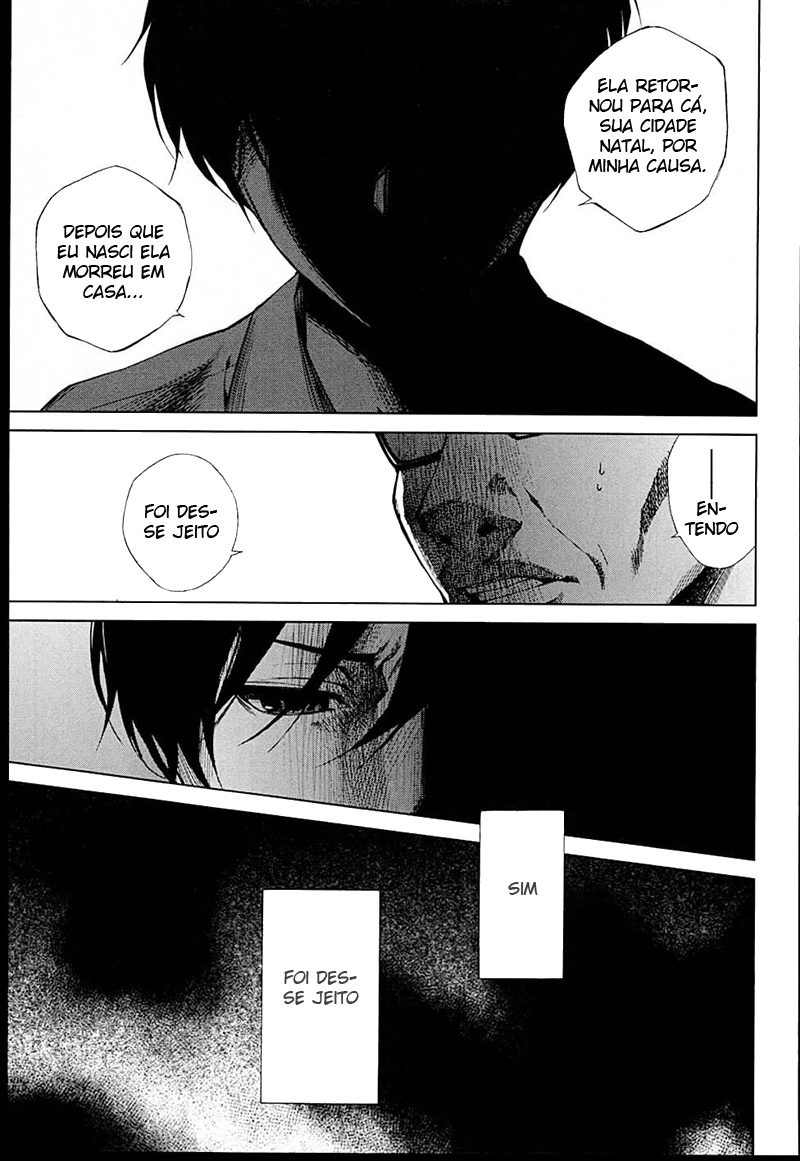 ELA RETOR-
NOU PARA CÁ,
SUA CIDADE
NATAL, POR
MINHA CAUSA.
DEPOIS QUE
EU NASCI ELA
MORREU EM
CASA...
EN-
TENDO
FOI DES-
SE JEITO
SIM
FOI DES-
SE JEITO